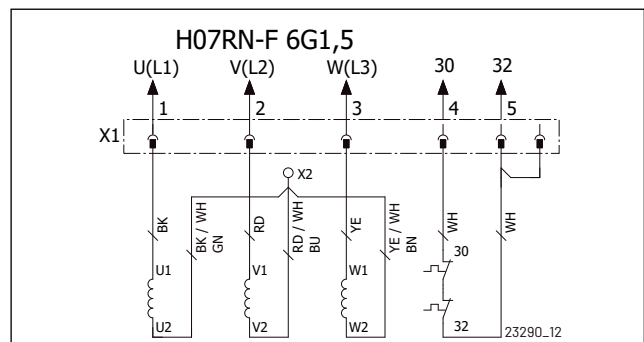 H07RN-F 6G1,5
U(L1) V(L2) W(L3) 30 32
1 2 3 4 5
X1
X2
BK
BK / WH
GN
RD
RD / WH
BU
YE
YE / WH
BN
WH
WH
30
U1 V1 W1
U2 V2 W2 32
23290_12